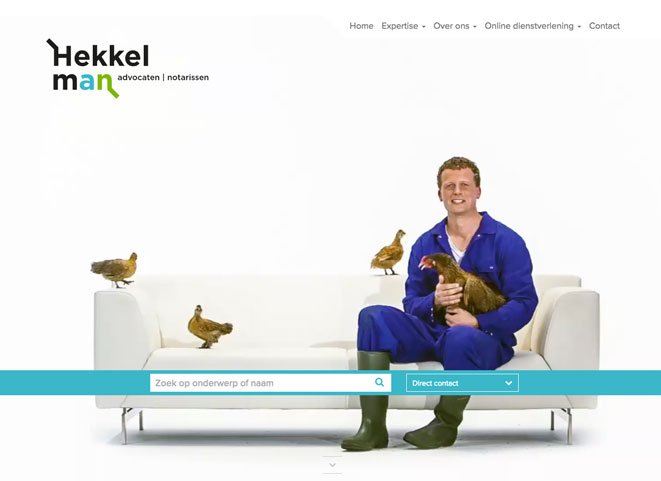 Home Expertise Over ons Online dienstverlening Contact
Hekkel
man advocaten | notarissen
Zoek op onderwerp of naam Direct contact